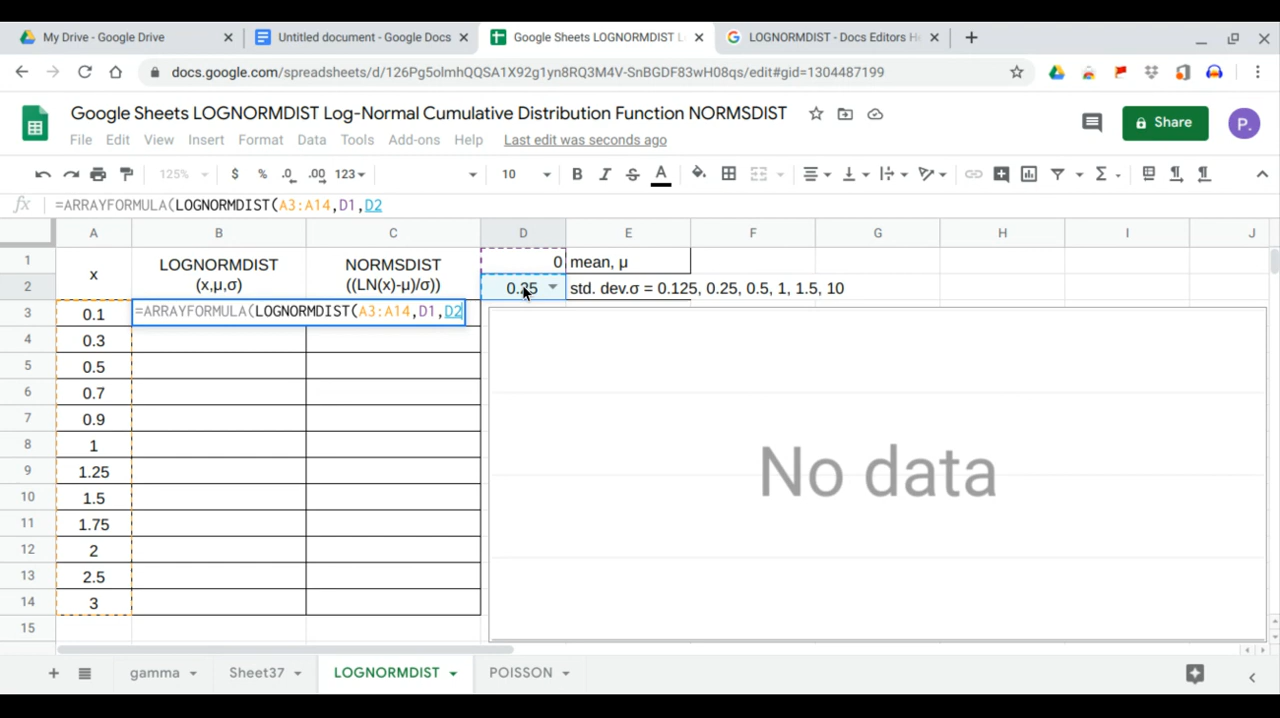 My Drive - Google Drive
Untitled document - Google Docs
Google Sheets LOGNORMDIST L
LOGNORMDIST - Docs Editors He
docs.google.com/spreadsheets/d/126Pg5olmhQQSA1X92g1yn8RQ3M4V-SnBGDF83wH08qs/edit#gid=1304487199
Google Sheets LOGNORMDIST Log-Normal Cumulative Distribution Function NORMSDIST
Share
P.
File Edit View Insert Format Data Tools Add-ons Help Last edit was seconds ago
125% $ % .0 .00 123 10 B I S A Σ
fx =ARRAYFORMULA(LOGNORMDIST(A3:A14,D1,D2
A B C D E F G H I J
1 x LOGNORMDIST NORMSDIST 0 mean, μ
2 (x,μ,σ) ((LN(x)-μ)/σ)) 0.25 std. dev.σ = 0.125, 0.25, 0.5, 1, 1.5, 10
3 0.1 =ARRAYFORMULA(LOGNORMDIST(A3:A14,D1,D2
4 0.3
5 0.5
6 0.7
7 0.9
8 1
9 1.25
10 1.5
11 1.75
12 2
13 2.5
14 3
15
No data
gamma Sheet37 LOGNORMDIST POISSON